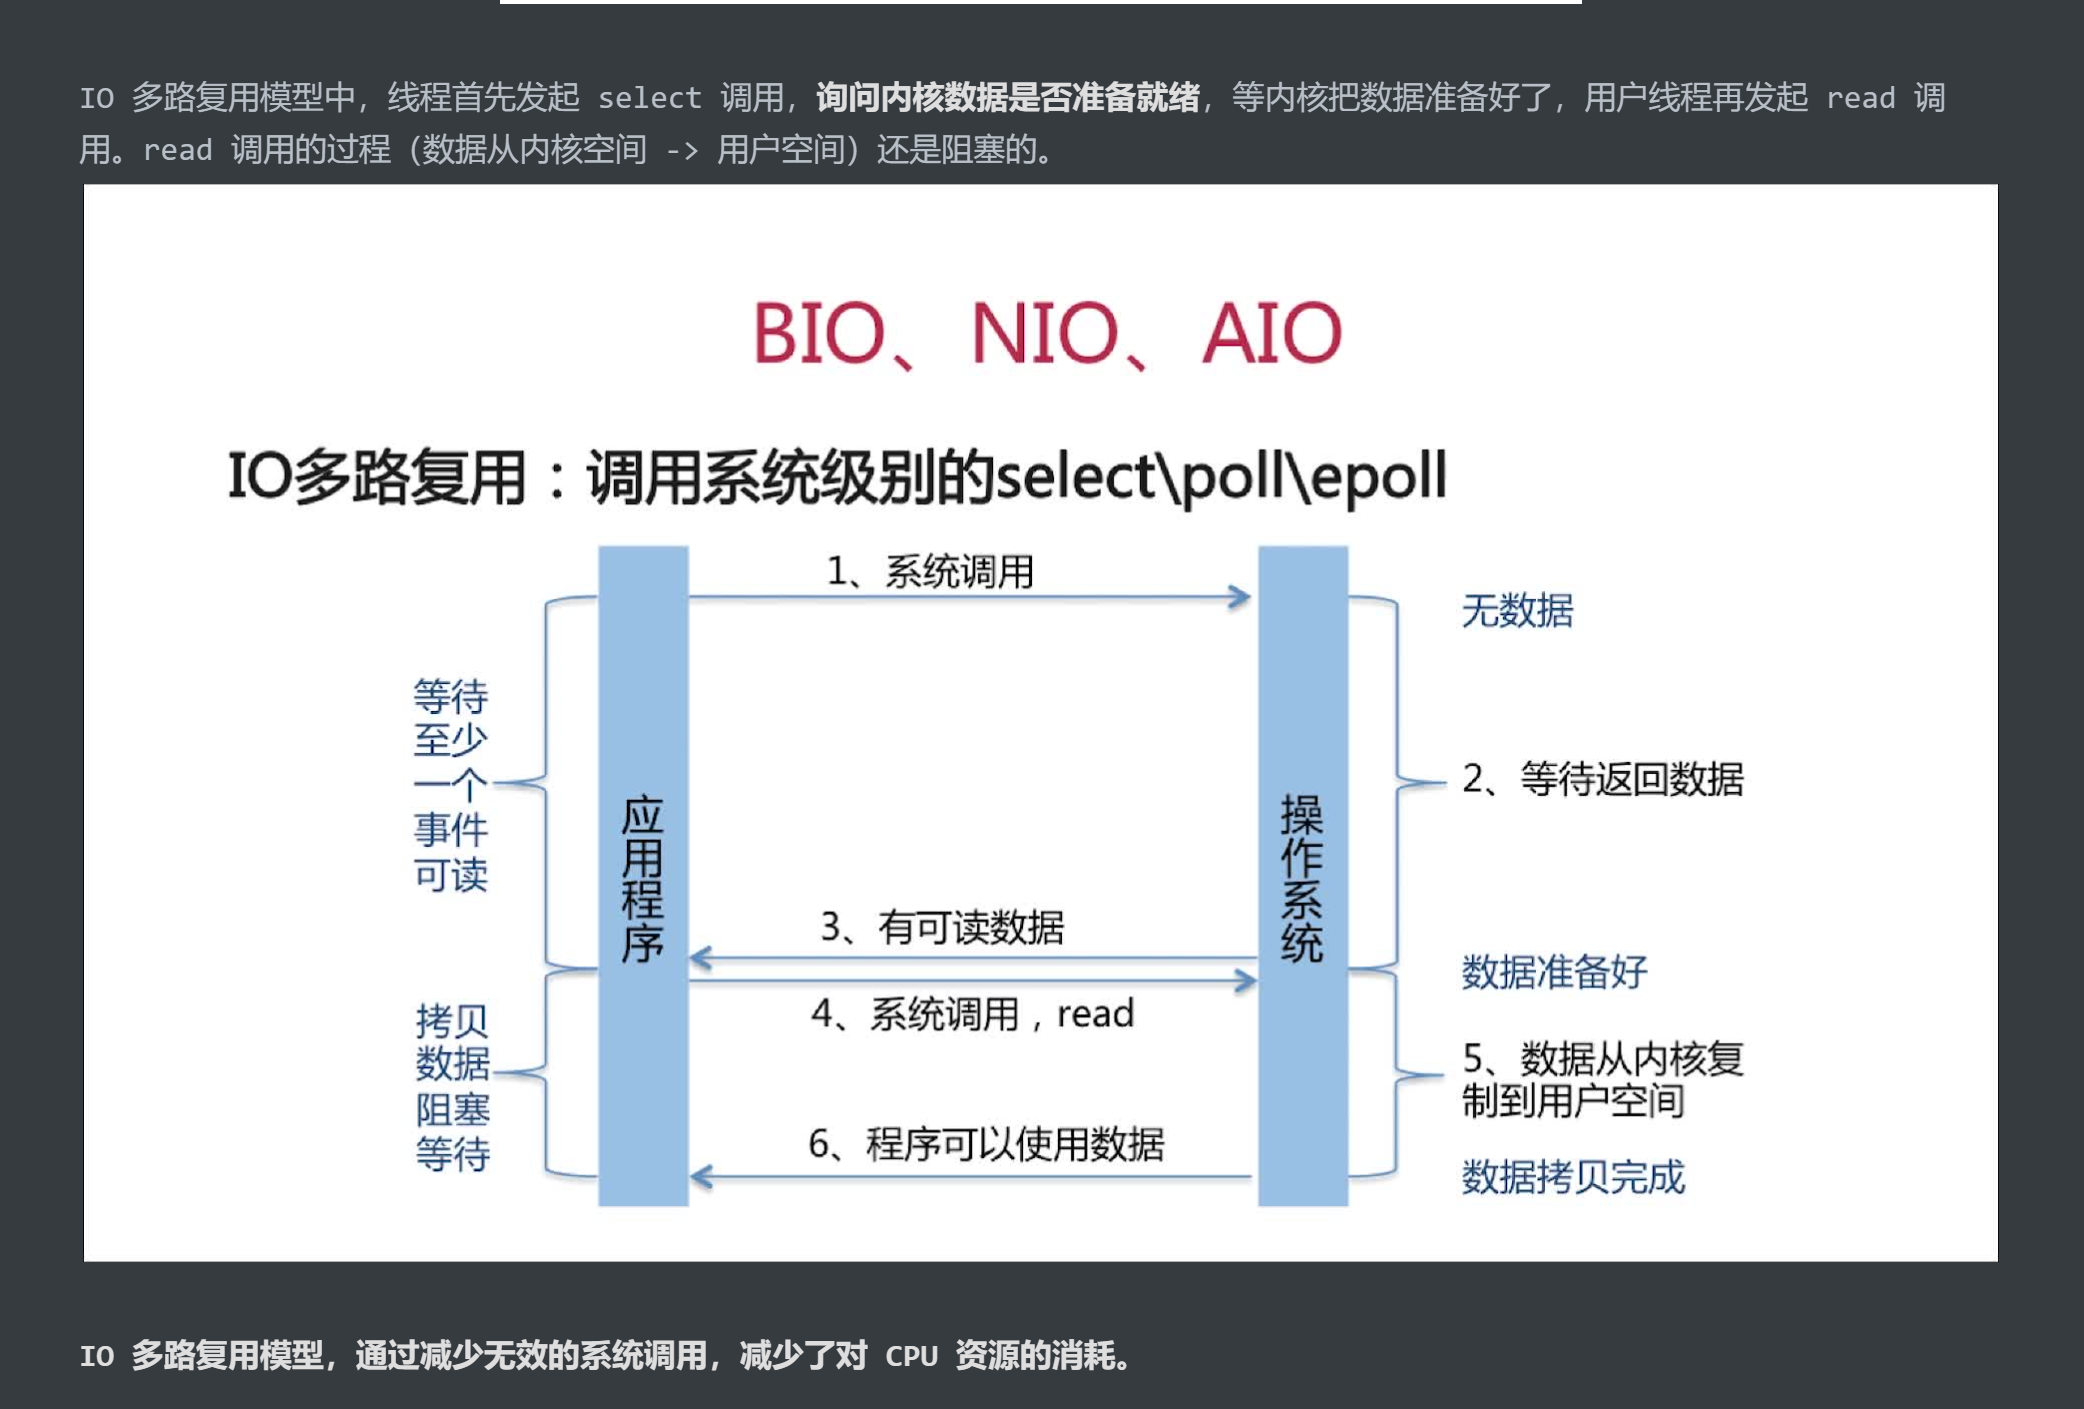 IO 多路复用模型中，线程首先发起 select 调用，询问内核数据是否准备就绪，等内核把数据准备好了，用户线程再发起 read 调
用。read 调用的过程（数据从内核空间 -> 用户空间）还是阻塞的。
BIO、NIO、AIO
IO多路复用：调用系统级别的select\poll\epoll
1、系统调用
无数据
等待
至少
一个
事件
可读
应用程序
操作系统
2、等待返回数据
3、有可读数据
数据准备好
4、系统调用，read
拷贝
数据
阻塞
等待
5、数据从内核复
制到用户空间
6、程序可以使用数据
数据拷贝完成
IO 多路复用模型，通过减少无效的系统调用，减少了对 CPU 资源的消耗。